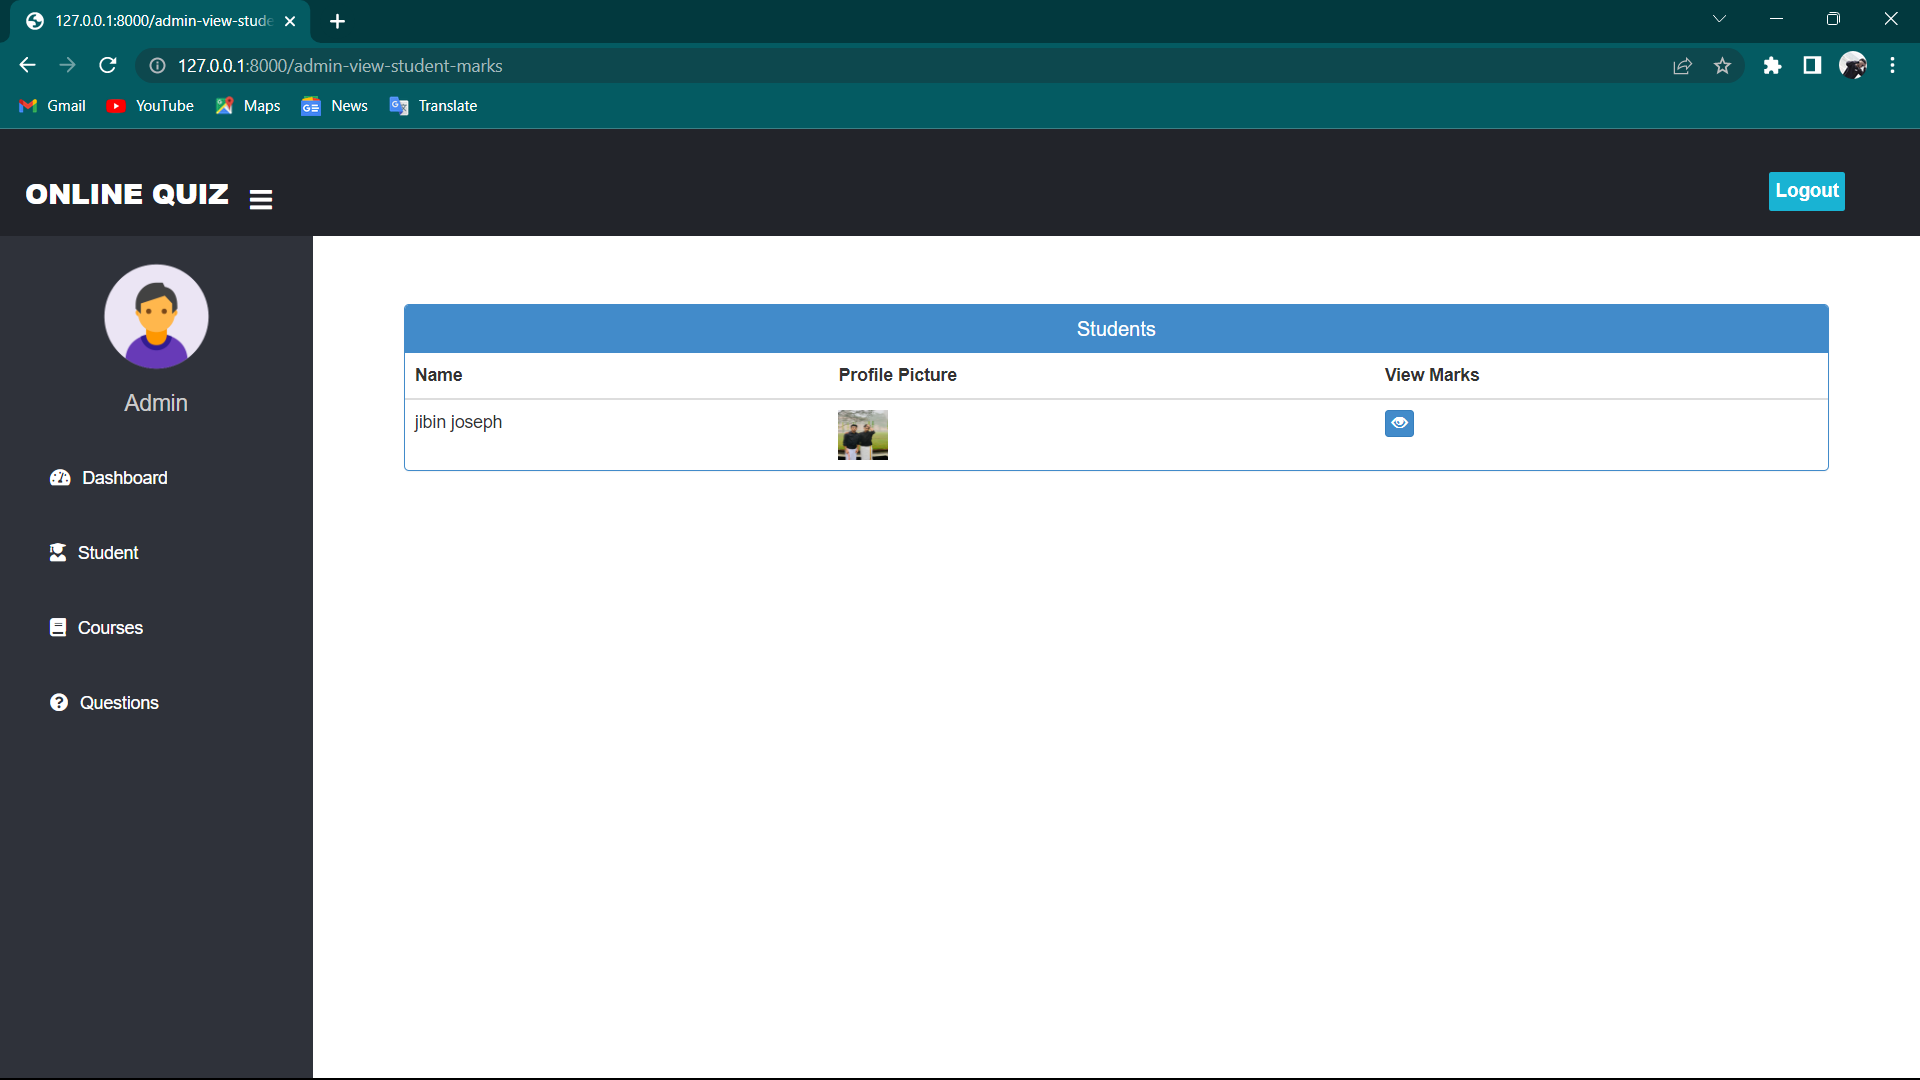 127.0.0.1:8000/admin-view-stude
127.0.0.1:8000/admin-view-student-marks
Gmail YouTube Maps News Translate
ONLINE QUIZ
Logout
Admin
Dashboard
Student
Courses
Questions
Students
Name Profile Picture View Marks
jibin joseph